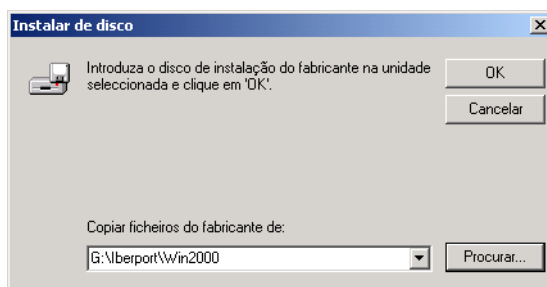 Instalar de disco
Introduza o disco de instalação do fabricante na unidade
seleccionada e clique em 'OK'.
OK
Cancelar
Copiar ficheiros do fabricante de:
G:\Iberport\Win2000
Procurar...